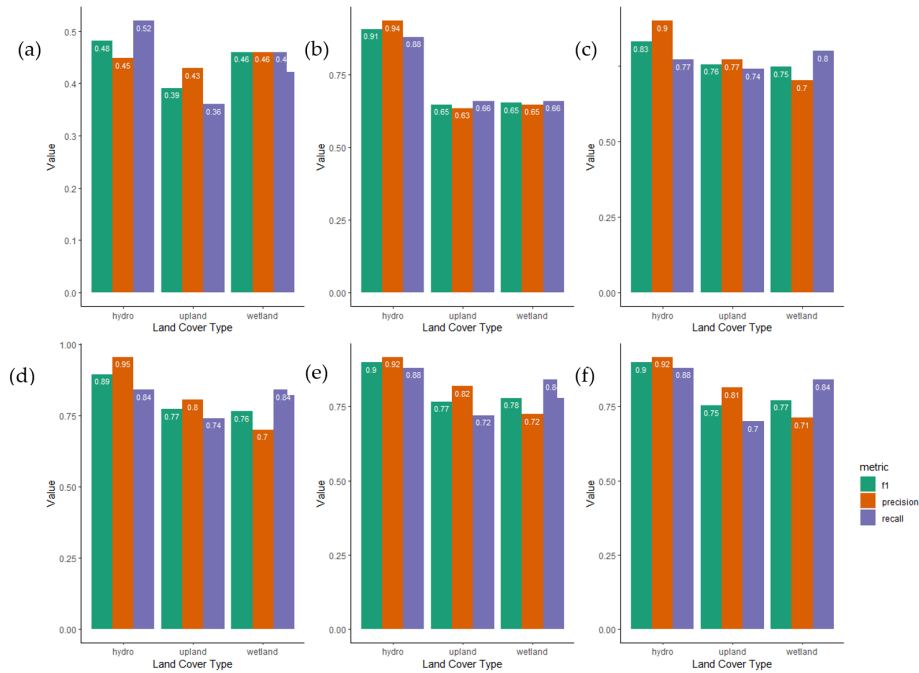 (a)
Value
0.5
0.4
0.3
0.2
0.1
0.0
0.48
0.45
0.52
0.39
0.43
0.36
0.46
0.46
hydro
upland
wetland
Land Cover Type
(b)
Value
0.75
0.50
0.25
0.00
0.91
0.94
0.88
0.65
0.63
0.66
0.65
0.65
0.66
hydro
upland
wetland
Land Cover Type
(c)
Value
0.50
0.25
0.00
0.83
0.9
0.77
0.76
0.77
0.74
0.75
0.7
0.8
hydro
upland
wetland
Land Cover Type
(d)
Value
1.00
0.75
0.50
0.25
0.00
0.89
0.95
0.84
0.77
0.8
0.74
0.76
0.7
0.84
hydro
upland
wetland
Land Cover Type
(e)
Value
0.75
0.50
0.25
0.00
0.9
0.92
0.88
0.77
0.82
0.72
0.78
0.72
hydro
upland
wetland
Land Cover Type
(f)
Value
0.75
0.50
0.25
0.00
0.9
0.92
0.88
0.75
0.81
0.7
0.77
0.71
0.84
hydro
upland
wetland
Land Cover Type
metric
f1
precision
recall